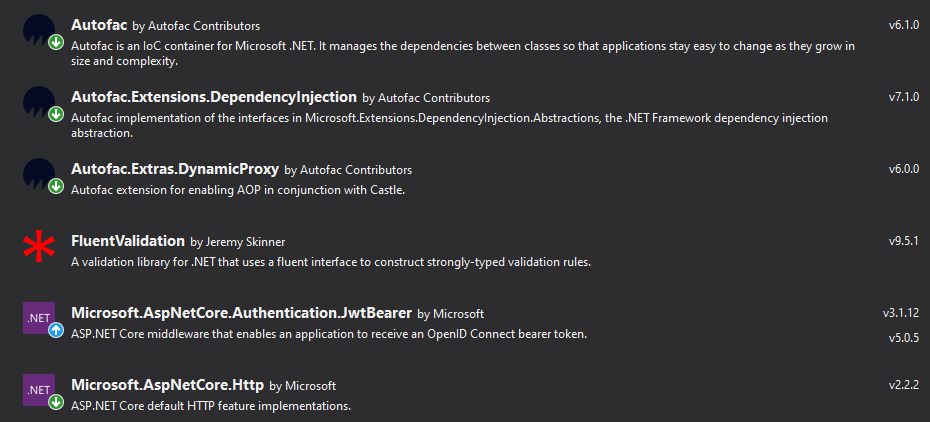 Autofac by Autofac Contributors v6.1.0
Autofac is an IoC container for Microsoft .NET. It manages the dependencies between classes so that applications stay easy to change as they grow in
size and complexity.
Autofac.Extensions.DependencyInjection by Autofac Contributors v7.1.0
Autofac implementation of the interfaces in Microsoft.Extensions.DependencyInjection.Abstractions, the .NET Framework dependency injection
abstraction.
Autofac.Extras.DynamicProxy by Autofac Contributors v6.0.0
Autofac extension for enabling AOP in conjunction with Castle.
FluentValidation by Jeremy Skinner v9.5.1
A validation library for .NET that uses a fluent interface to construct strongly-typed validation rules.
.NET Microsoft.AspNetCore.Authentication.JwtBearer by Microsoft v3.1.12
ASP.NET Core middleware that enables an application to receive an OpenID Connect bearer token. v5.0.5
.NET Microsoft.AspNetCore.Http by Microsoft v2.2.2
ASP.NET Core default HTTP feature implementations.